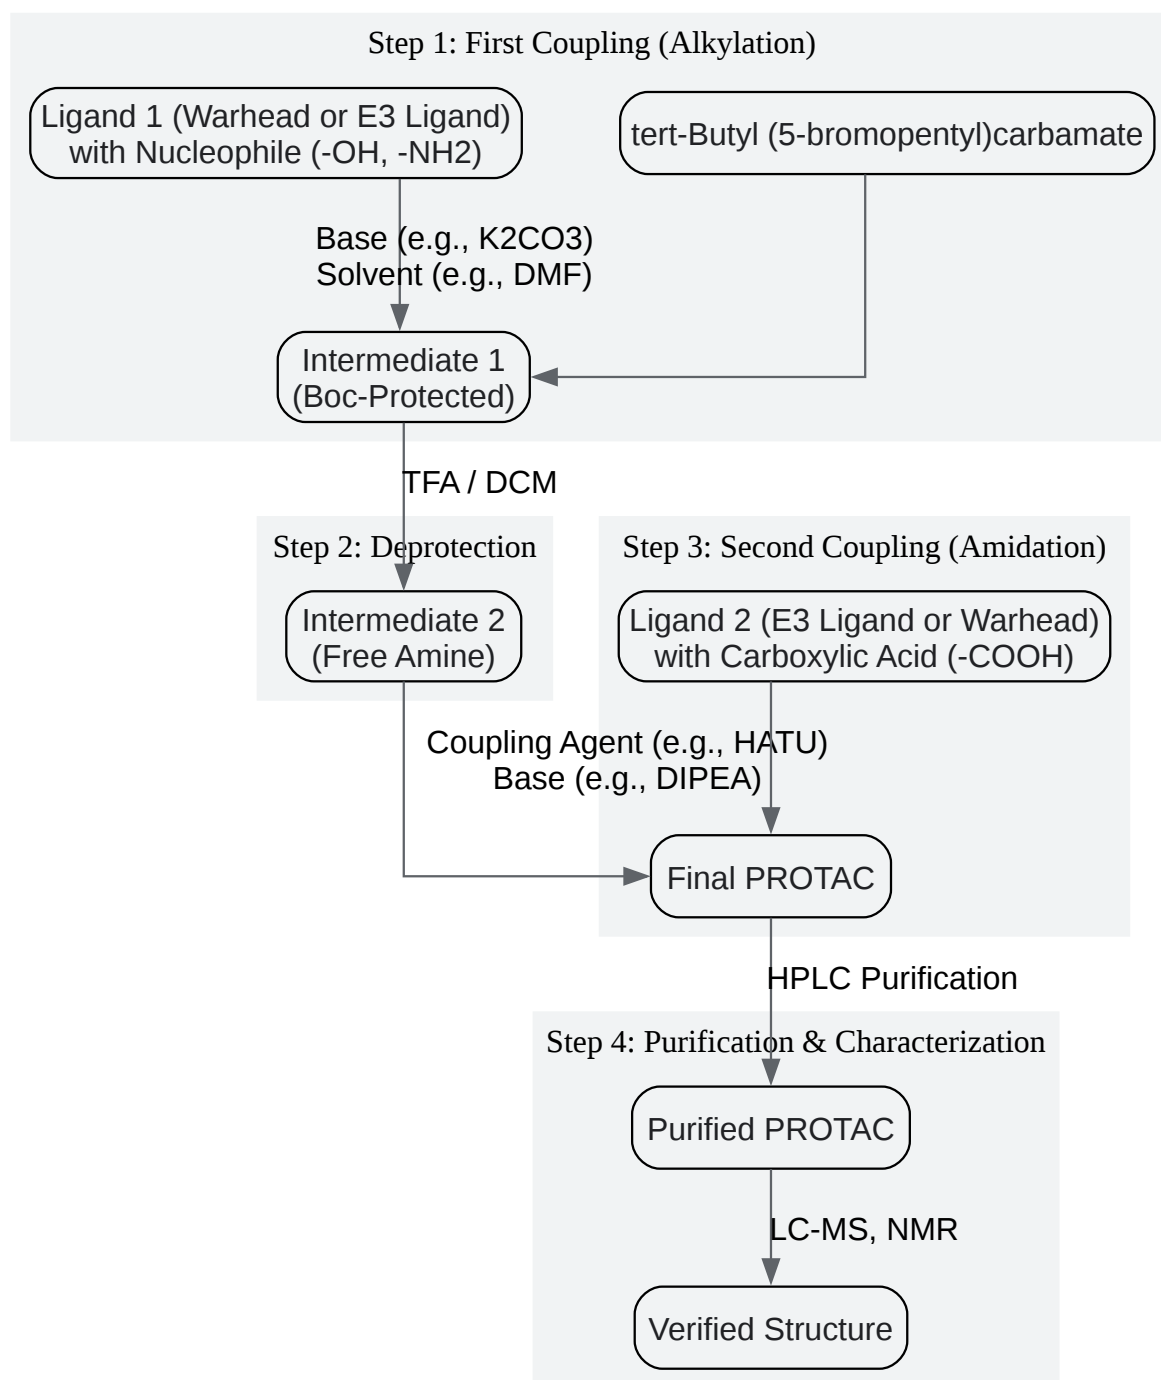 Step 1: First Coupling (Alkylation)
Ligand 1 (Warhead or E3 Ligand)
with Nucleophile (-OH, -NH2)
tert-Butyl (5-bromopentyl)carbamate
Base (e.g., K2CO3)
Solvent (e.g., DMF)
Intermediate 1
(Boc-Protected)
TFA / DCM
Step 2: Deprotection
Intermediate 2
(Free Amine)
Step 3: Second Coupling (Amidation)
Ligand 2 (E3 Ligand or Warhead)
with Carboxylic Acid (-COOH)
Coupling Agent (e.g., HATU)
Base (e.g., DIPEA)
Final PROTAC
HPLC Purification
Step 4: Purification & Characterization
Purified PROTAC
LC-MS, NMR
Verified Structure